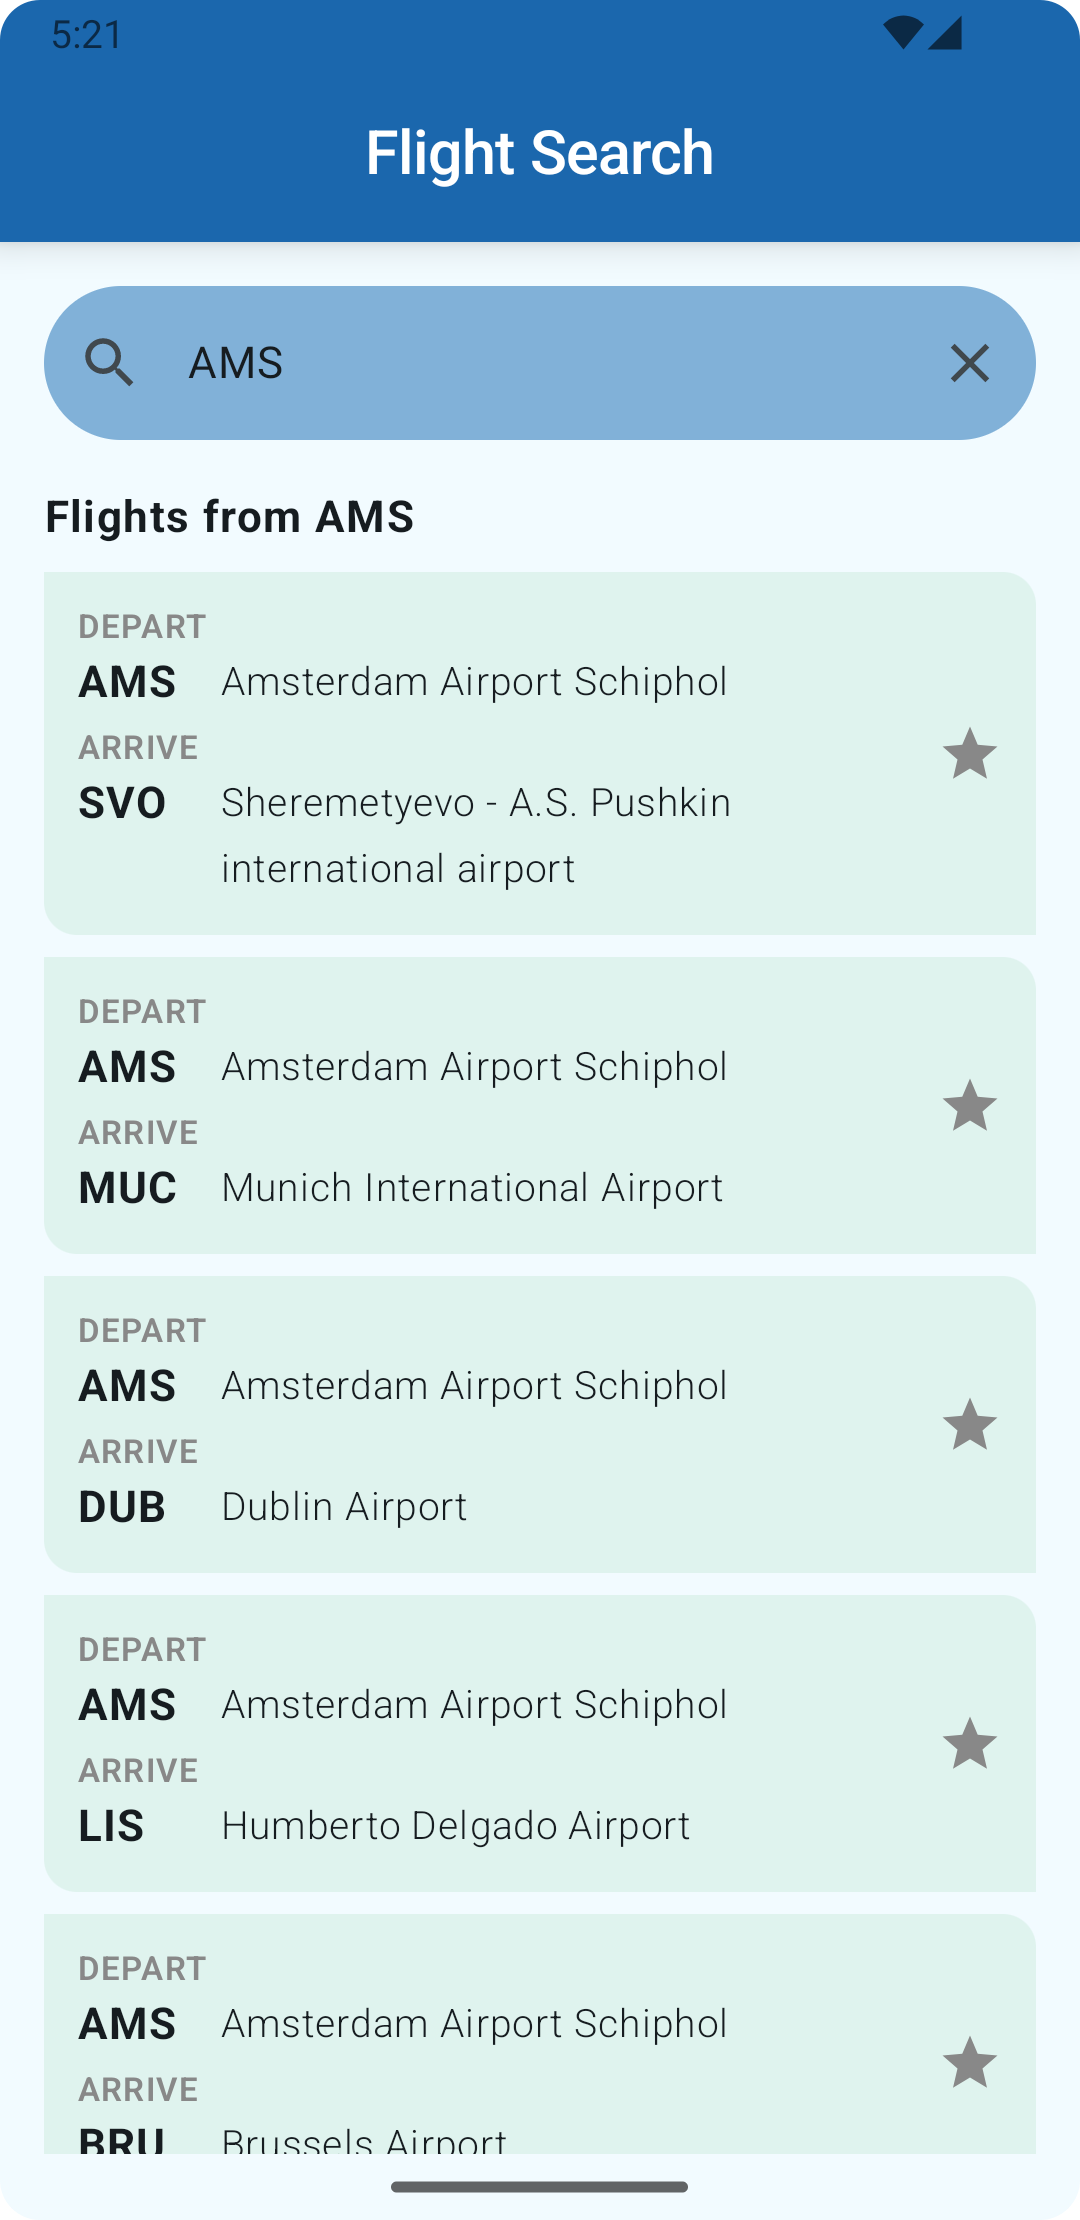 5:21
Flight Search
AMS
Flights from AMS
DEPART
AMS Amsterdam Airport Schiphol
ARRIVE
SVO Sheremetyevo - A.S. Pushkin
international airport
DEPART
AMS Amsterdam Airport Schiphol
ARRIVE
MUC Munich International Airport
DEPART
AMS Amsterdam Airport Schiphol
ARRIVE
DUB Dublin Airport
DEPART
AMS Amsterdam Airport Schiphol
ARRIVE
LIS Humberto Delgado Airport
DEPART
AMS Amsterdam Airport Schiphol
ARRIVE
BRU Brussels Airport